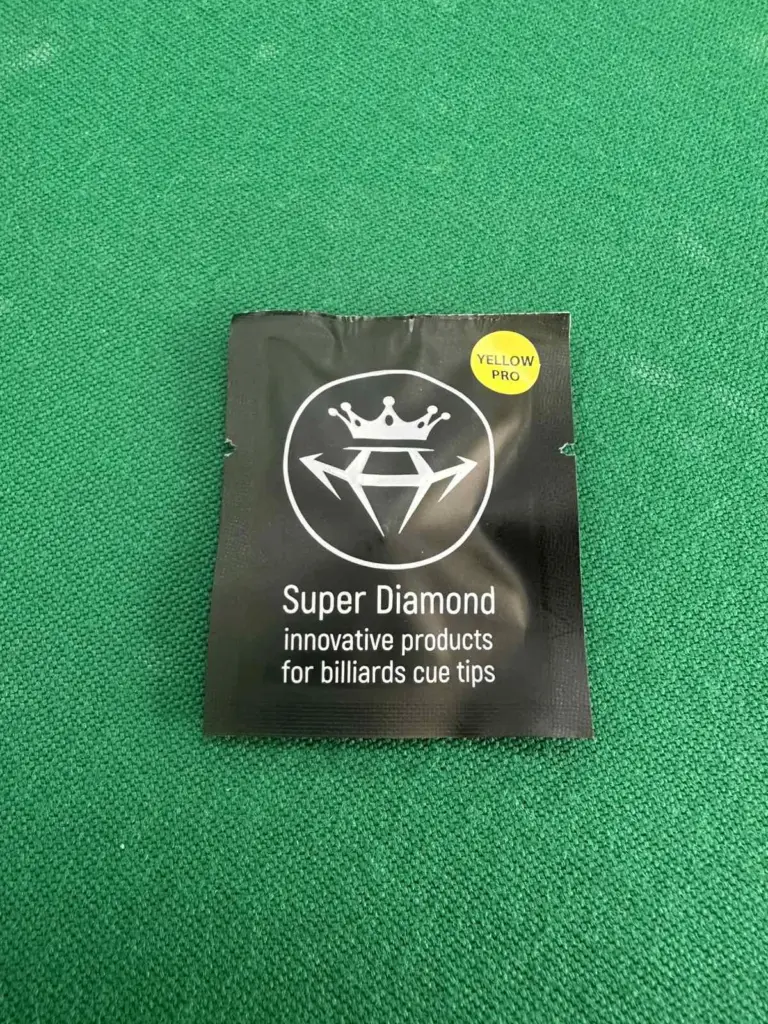 YELLOW
PRO
Super Diamond
innovative products
for billiards cue tips